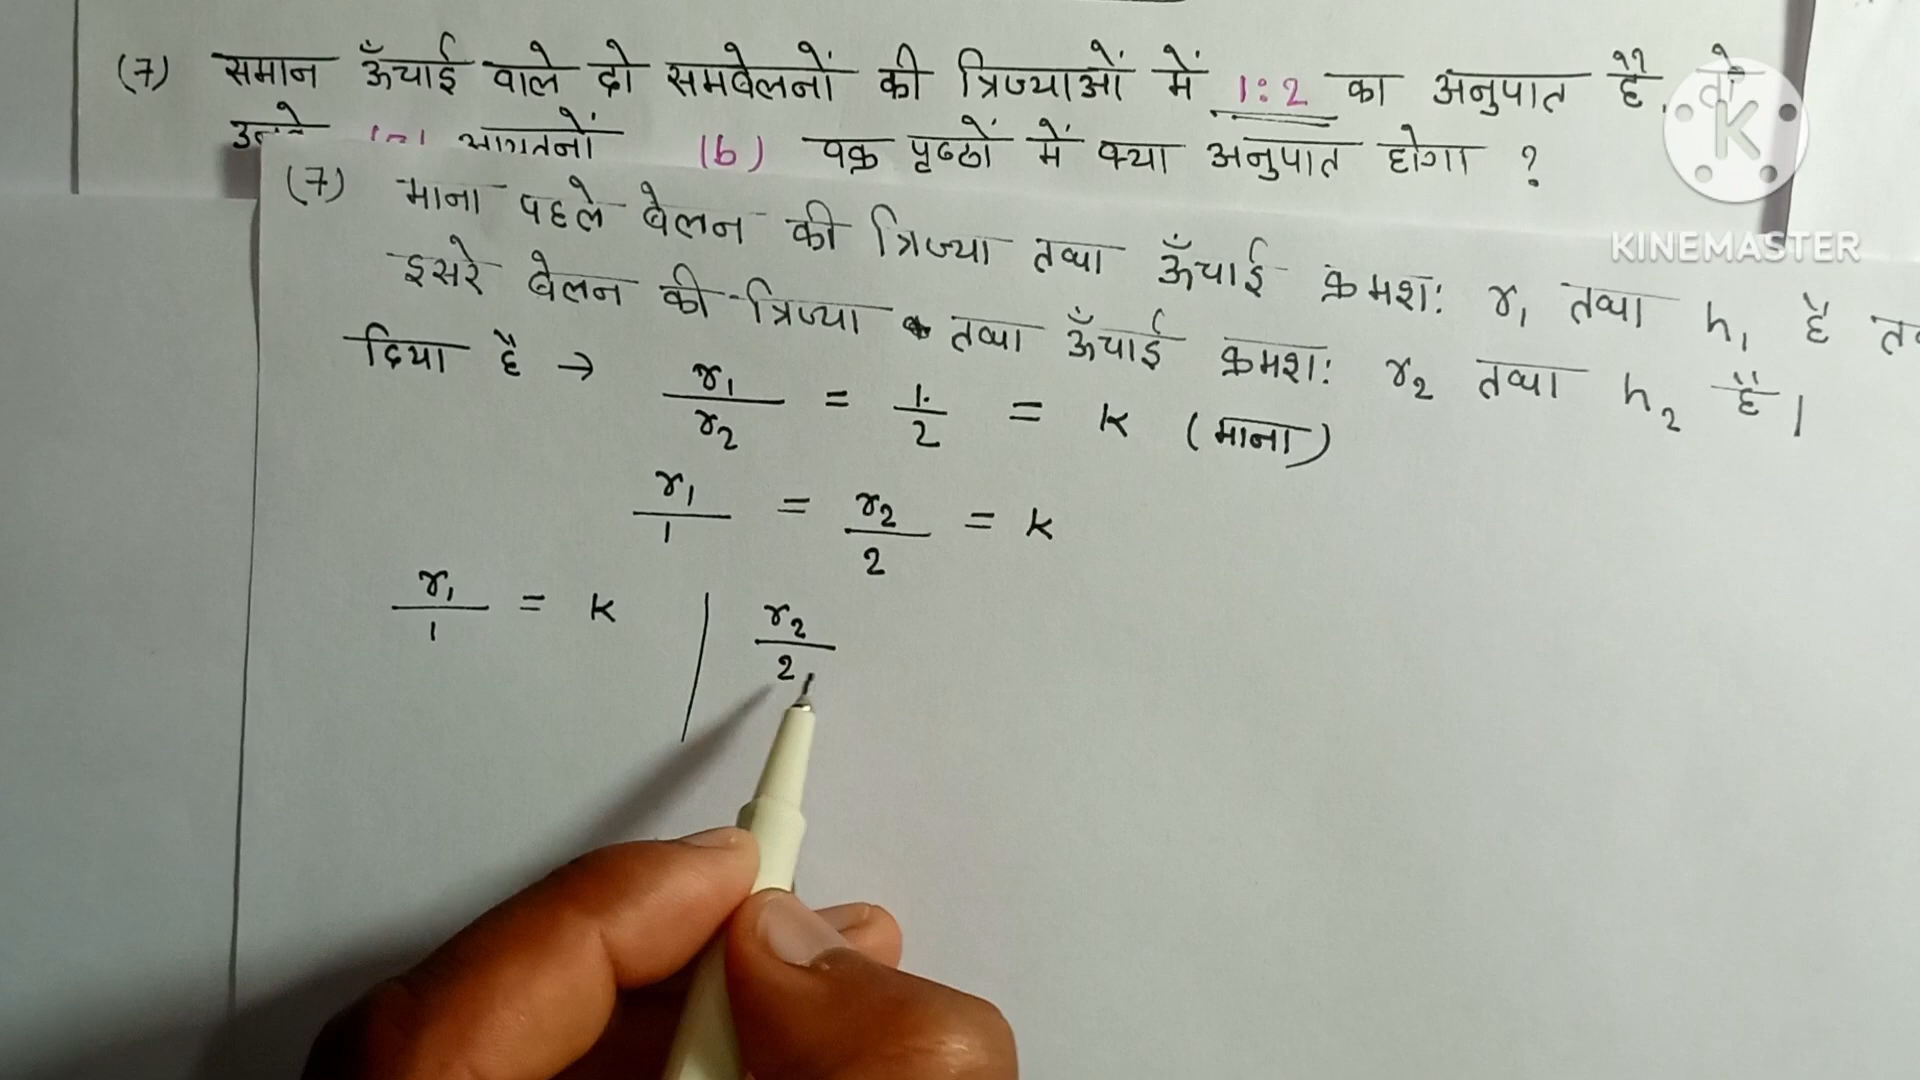 (7) समान ऊँचाई वाले दो समबेलनों की त्रिज्याओं में 1:2 का अनुपात है, तो
आयतनों (b) वक्र पृष्ठों में क्या अनुपात होगा ?
K
KINEMASTER
(7) माना पहले बेलन की त्रिज्या तथा ऊँचाई क्रमश: r₁ तथा h₁ है
दूसरे बेलन की त्रिज्या तथा ऊँचाई क्रमश: r₂ तथा h₂ हैं।
दिया है → r₁/r₂ = 1/2 = k (माना)
r₁/1 = r₂/2 = k
r₁/1 = k | r₂/2